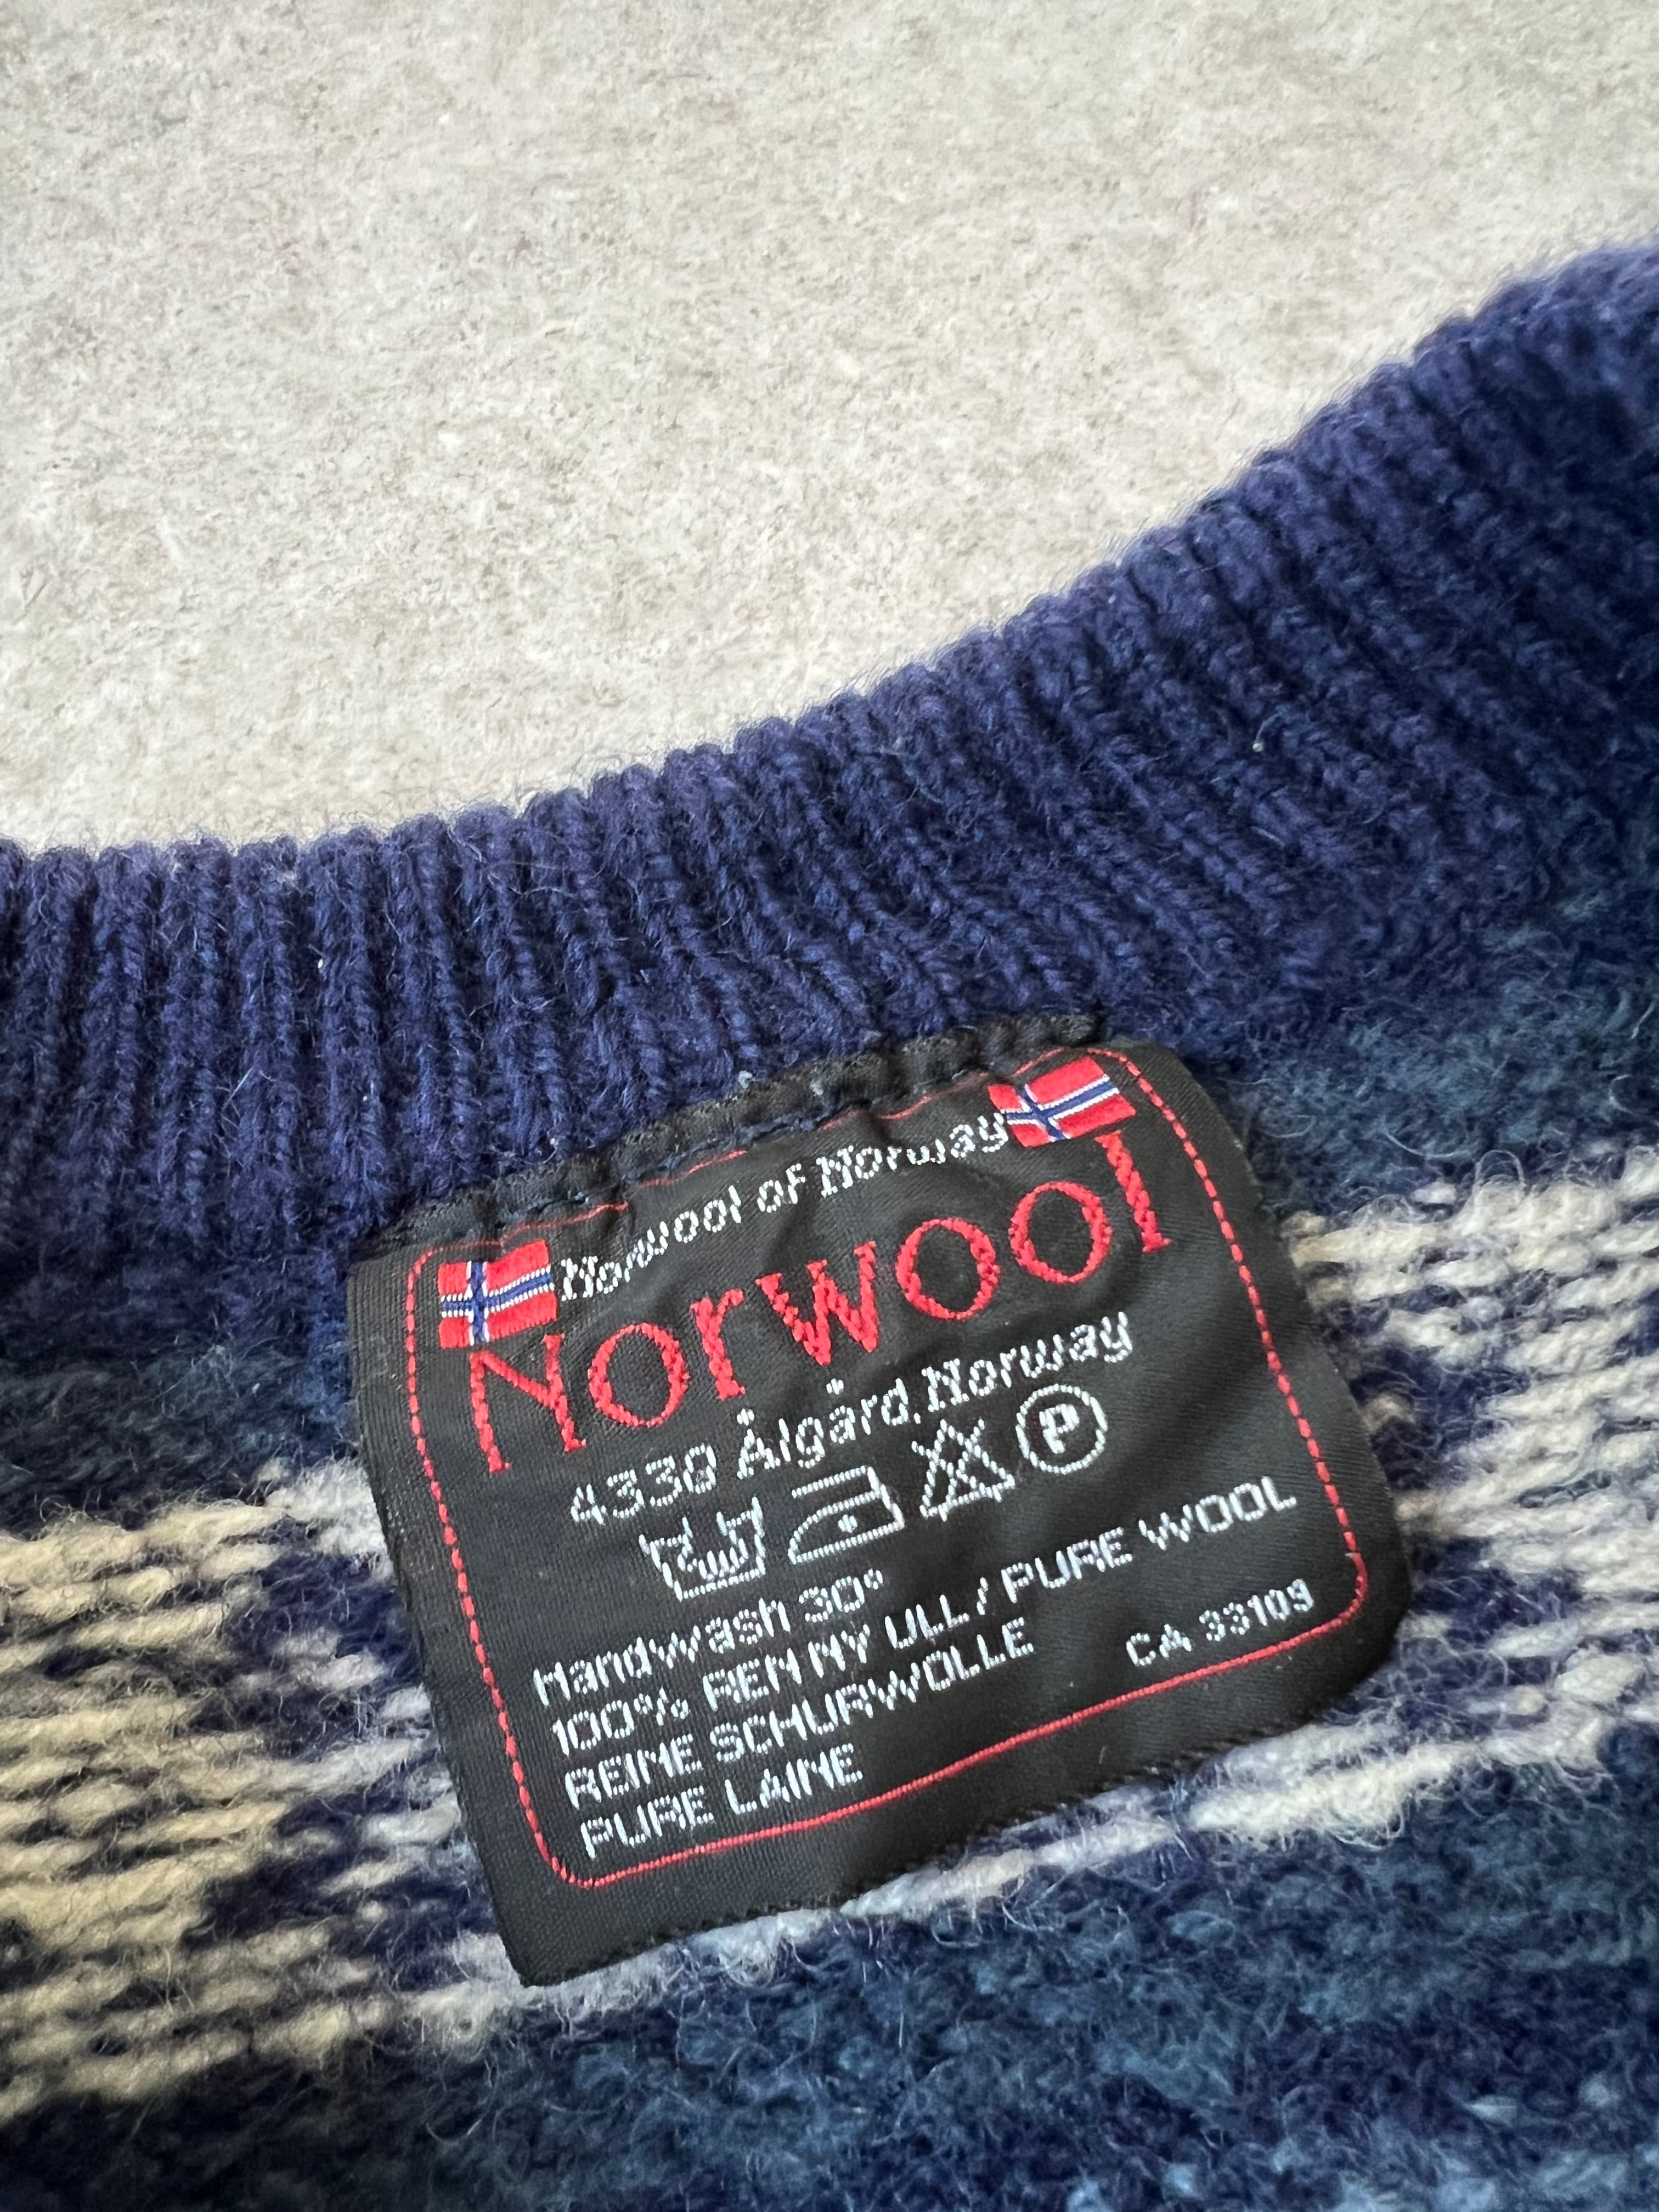 Norwool of Norway
Norwool
4330 Ålgård, Norway
P
Handwash 30°
100% REN NY ULL / PURE WOOL
REINE SCHURWOLLE
PURE LAINE
CA 33109